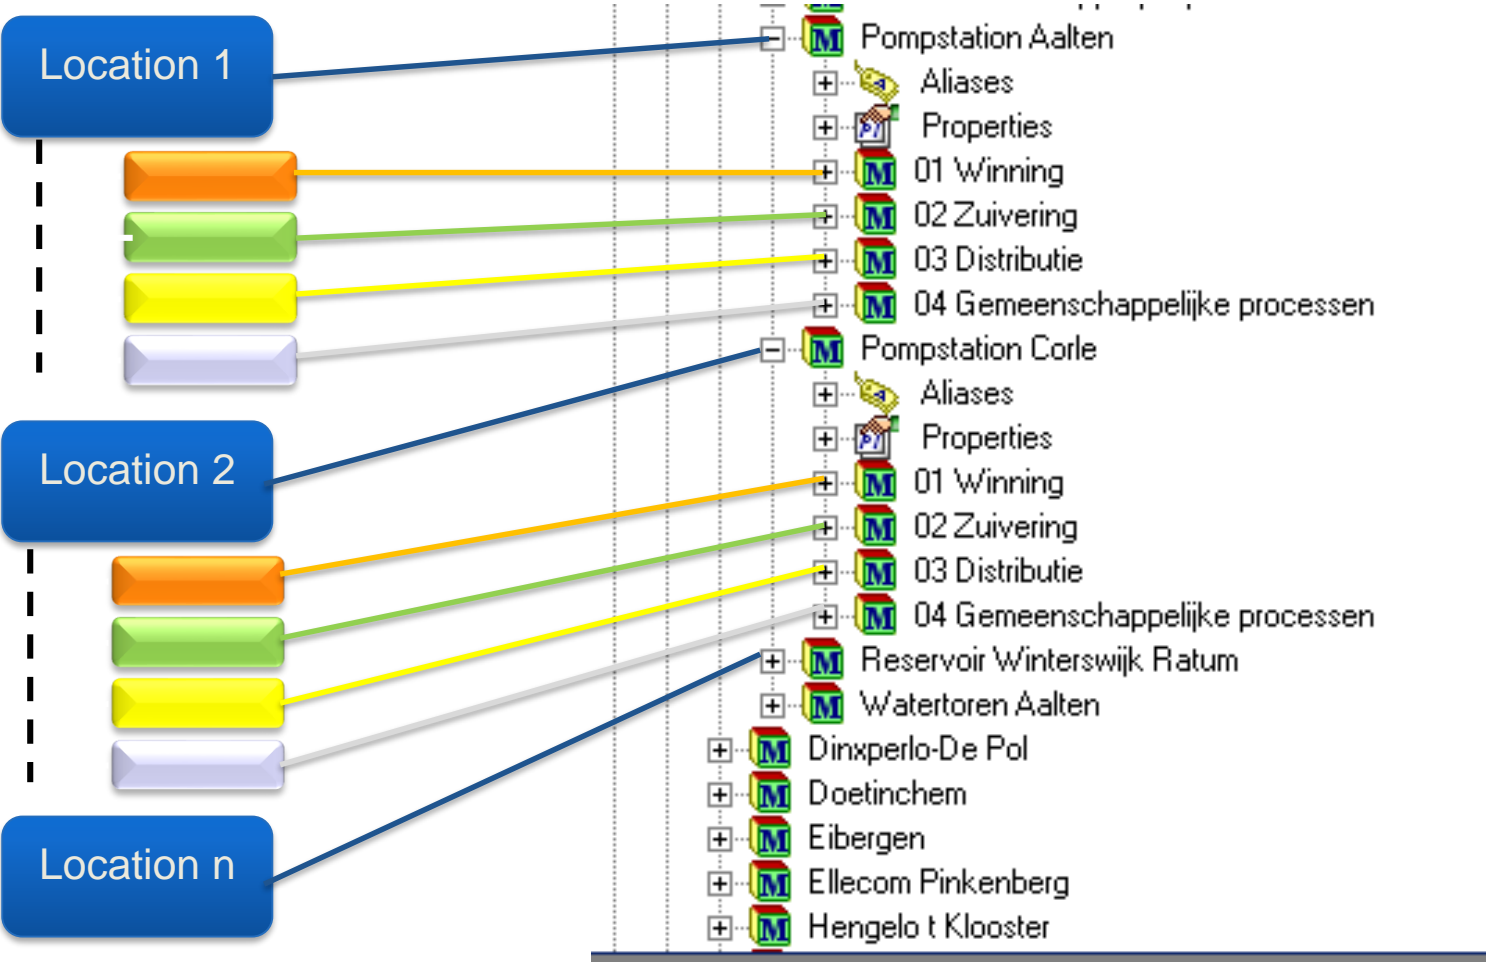 Location 1
Pompstation Aalten
Aliases
Properties
01 Winning
02 Zuivering
03 Distributie
04 Gemeenschappelijke processen
Location 2
Pompstation Corle
Aliases
Properties
01 Winning
02 Zuivering
03 Distributie
04 Gemeenschappelijke processen
Location n
Reservoir Winterswijk Ratum
Watertoren Aalten
Dinxperlo-De Pol
Doetinchem
Eibergen
Ellecom Pinkenberg
Hengelo t Klooster